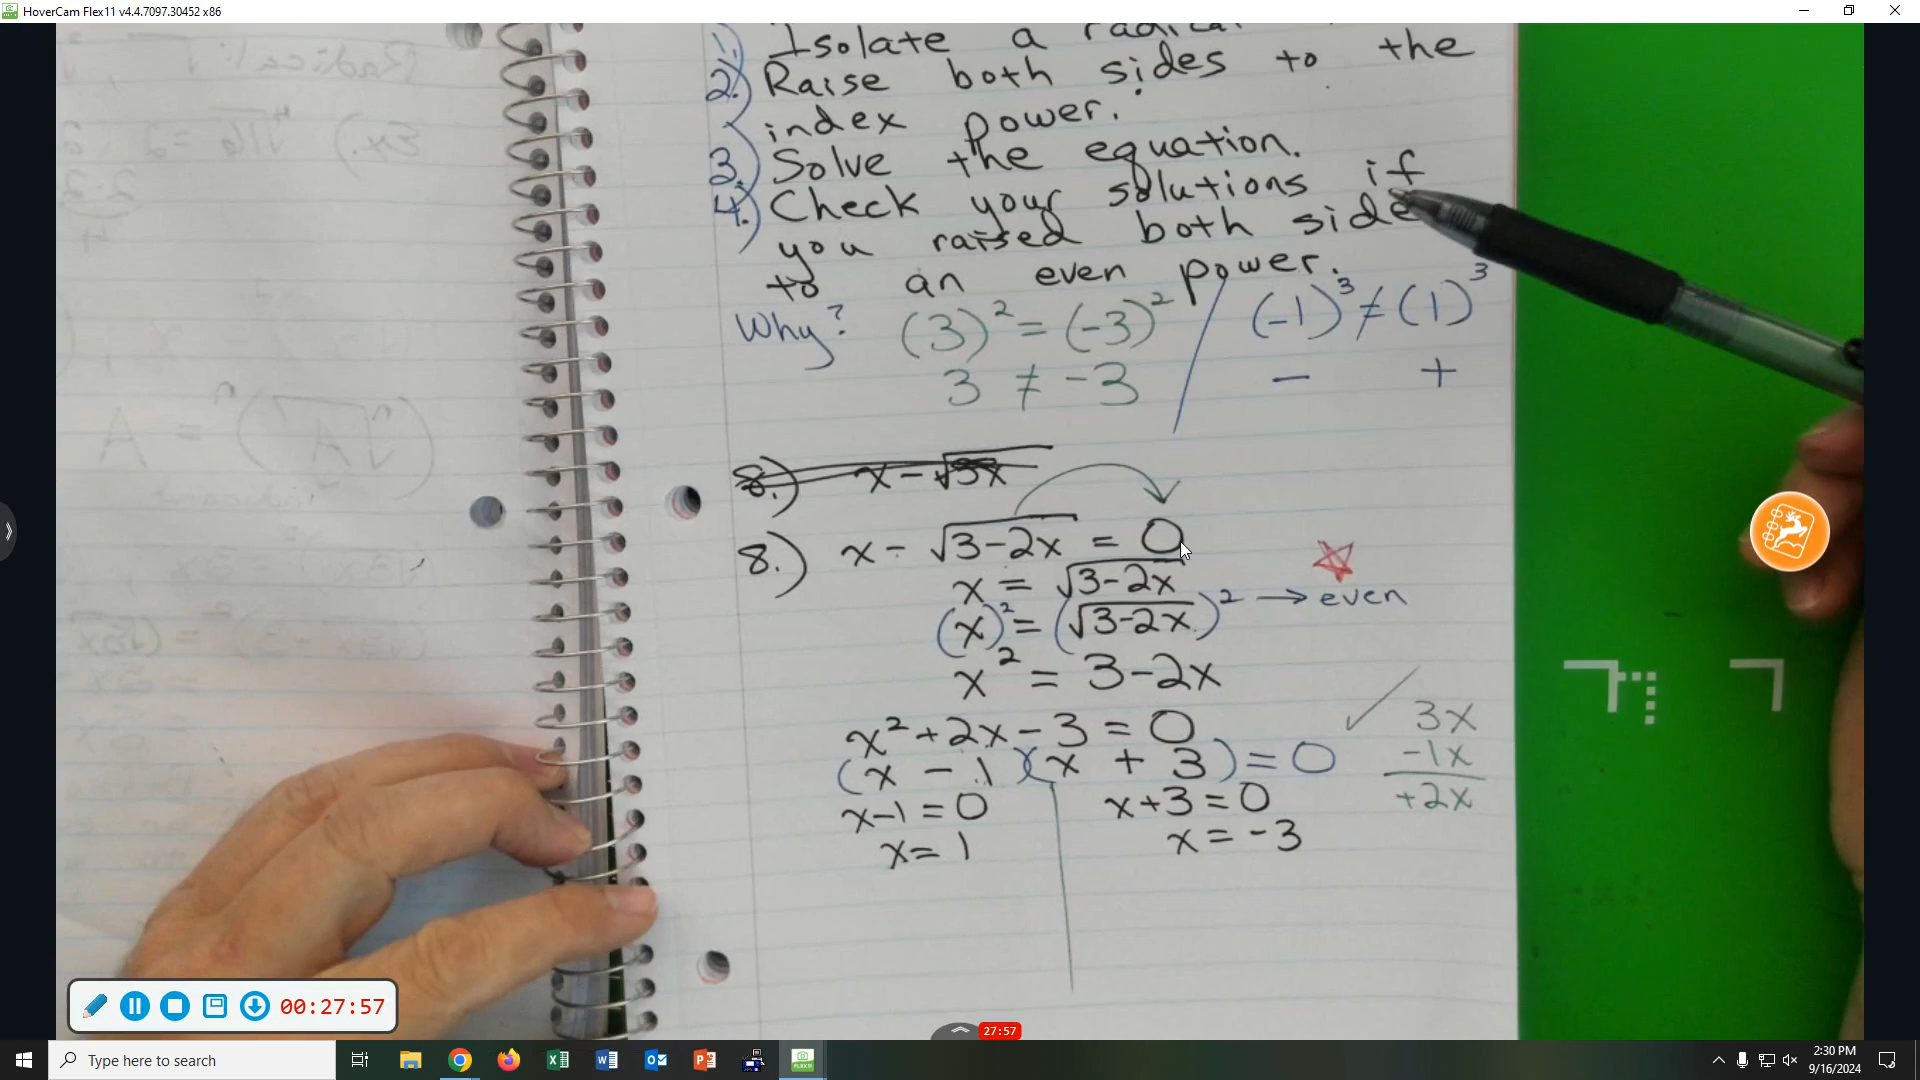 HoverCam Flex11 v4.4.7097.30452 x86
1.) Isolate a radical
2.) Raise both sides to the
index power.
3.) Solve the equation.
4.) Check your solutions if
you raised both side
to an even power.
Why? (3)² = (-3)² / (-1)³ ≠ (1)³
3 ≠ -3 - +
8.) x - √3x
8.) x - √3-2x = 0
x = √3-2x
(x)² = (√3-2x)² → even
x² = 3-2x
x² + 2x - 3 = 0
(x - 1)(x + 3) = 0
3x
-1x
+2x
x-1 = 0
x = 1
x+3 = 0
x = -3
00:27:57
27:57
Type here to search
FLEX11
2:30 PM
9/16/2024